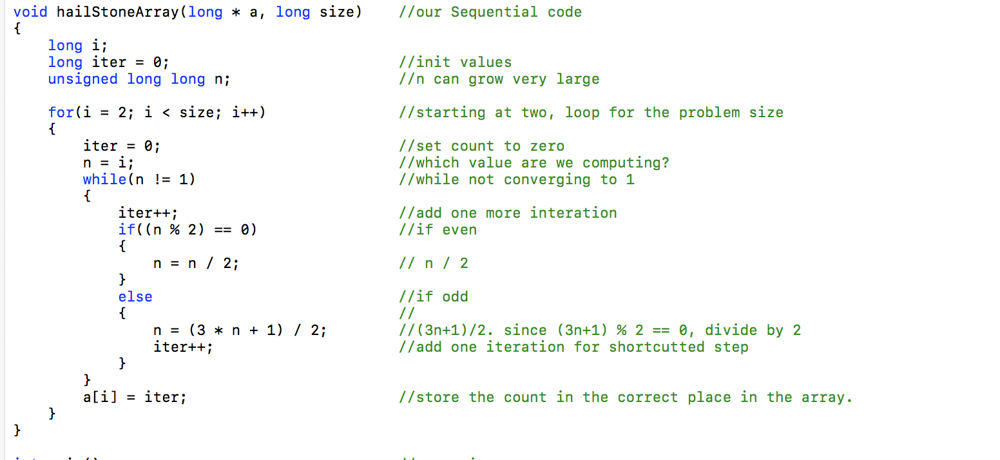 void hailStoneArray(long * a, long size)    //our Sequential code
{
    long i;
    long iter = 0;                          //init values
    unsigned long long n;                   //n can grow very large
    for(i = 2; i < size; i++)               //starting at two, loop for the problem size
    {
        iter = 0;                           //set count to zero
        n = i;                              //which value are we computing?
        while(n != 1)                       //while not converging to 1
        {
            iter++;                         //add one more interation
            if((n % 2) == 0)                //if even
            {
                n = n / 2;                  // n / 2
            }
            else                            //if odd
            {                               //
                n = (3 * n + 1) / 2;        //(3n+1)/2. since (3n+1) % 2 == 0, divide by 2
                iter++;                     //add one iteration for shortcutted step
            }
        }
        a[i] = iter;                        //store the count in the correct place in the array.
    }
}